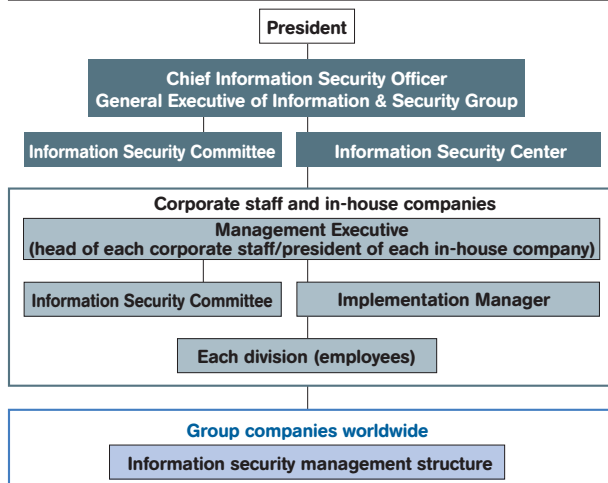 President
Chief Information Security Officer
General Executive of Information & Security Group
Information Security Committee
Information Security Center
Corporate staff and in-house companies
Management Executive
(head of each corporate staff/president of each in-house company)
Information Security Committee
Implementation Manager
Each division (employees)
Group companies worldwide
Information security management structure